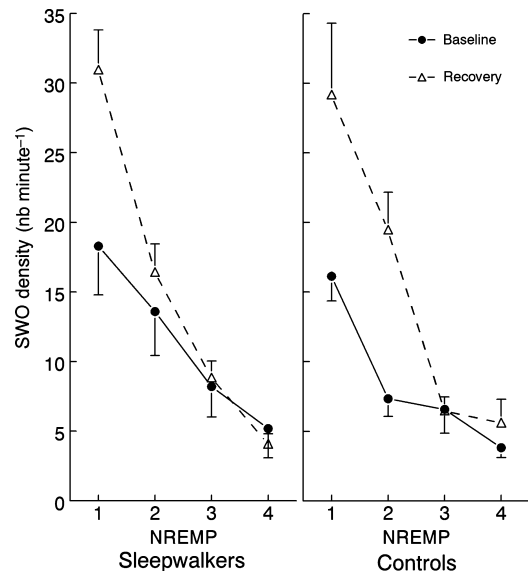 SWO density (nb minute⁻¹)
35
30
25
20
15
10
5
0
Baseline
Recovery
1 2 3 4
1 2 3 4
NREMP
NREMP
Sleepwalkers
Controls